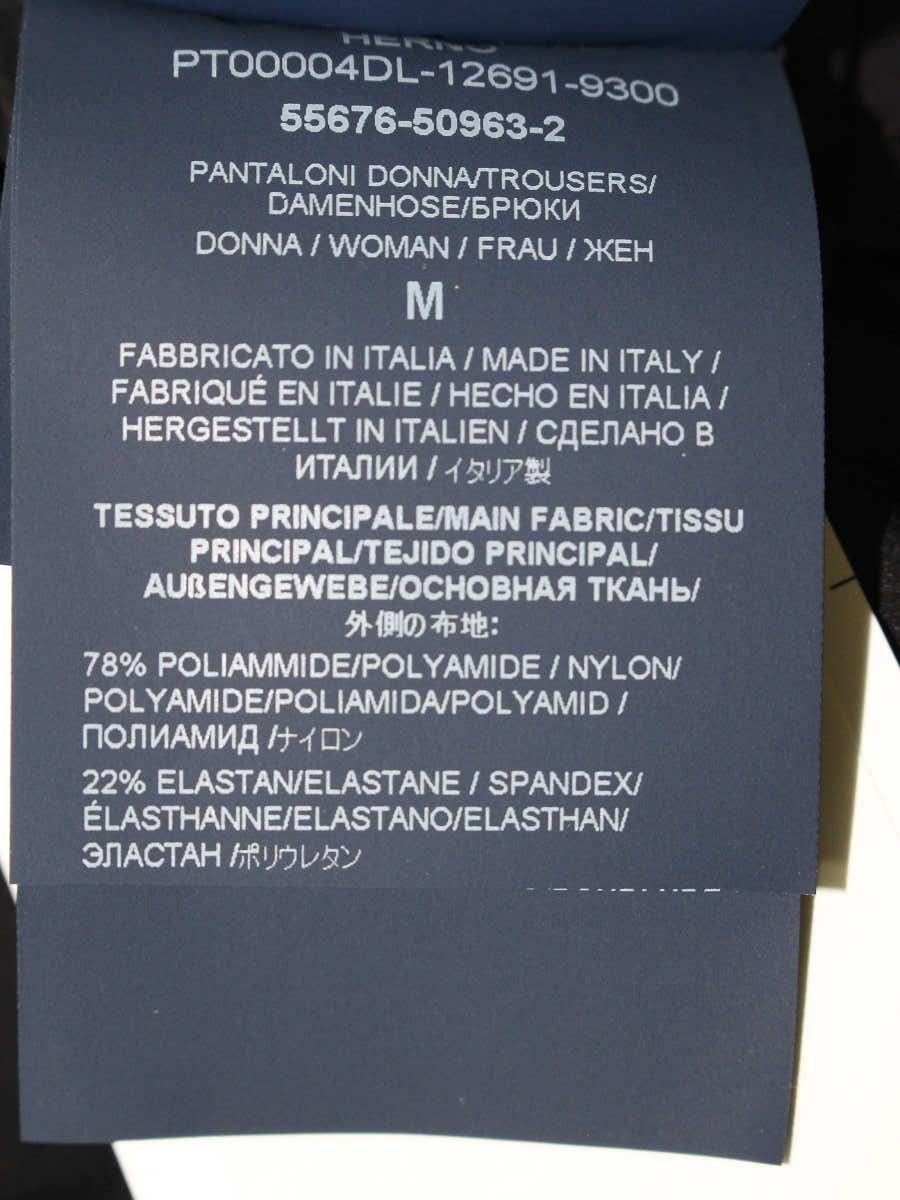 HERNO
PT00004DL-12691-9300
55676-50963-2
PANTALONI DONNA/TROUSERS/
DAMENHOSE/БРЮКИ
DONNA / WOMAN / FRAU / ЖЕН
M
FABBRICATO IN ITALIA / MADE IN ITALY /
FABRIQUÉ EN ITALIE / HECHO EN ITALIA /
HERGESTELLT IN ITALIEN / СДЕЛАНО В
ИТАЛИИ / イタリア製
TESSUTO PRINCIPALE/MAIN FABRIC/TISSU
PRINCIPAL/TEJIDO PRINCIPAL/
AUßENGEWEBE/ОСНОВНАЯ ТКАНЬ/
外側の布地:
78% POLIAMMIDE/POLYAMIDE / NYLON/
POLYAMIDE/POLIAMIDA/POLYAMID /
ПОЛИАМИД /ナイロン
22% ELASTAN/ELASTANE / SPANDEX/
ÉLASTHANNE/ELASTANO/ELASTHAN/
ЭЛАСТАН /ポリウレタン